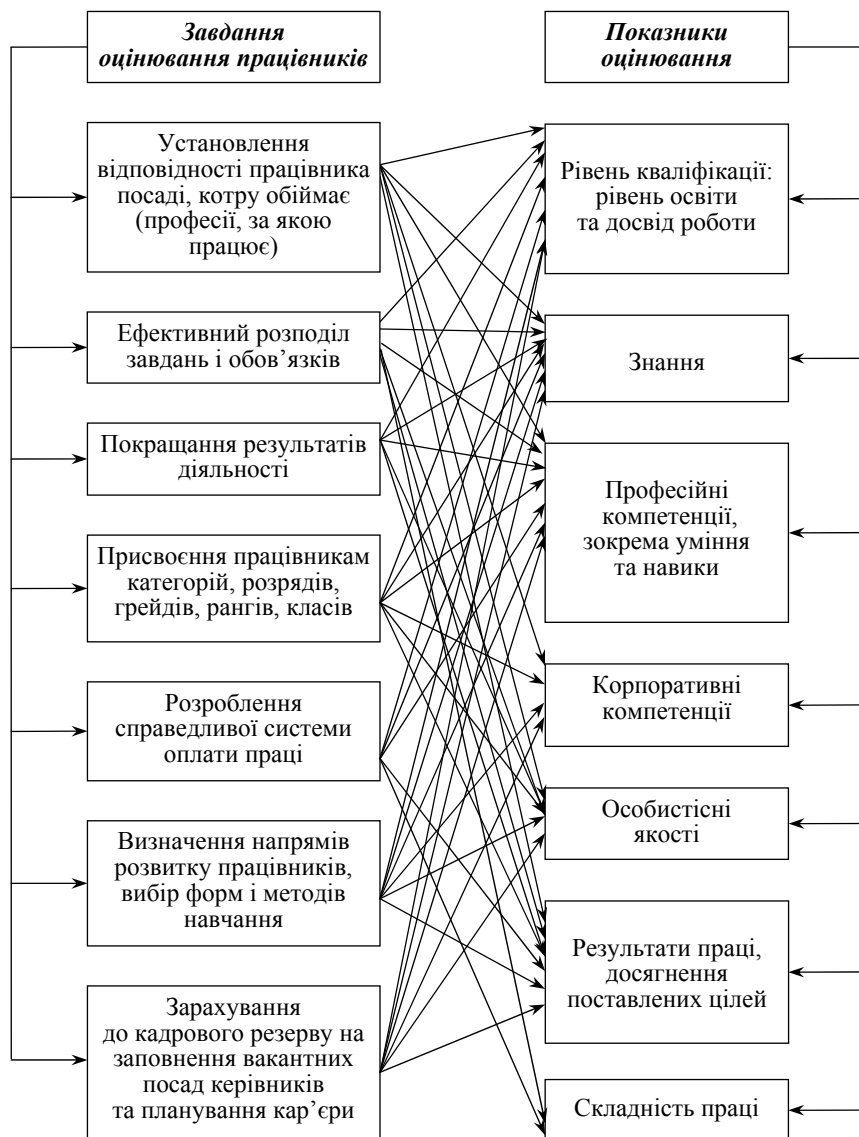 Завдання
оцінювання працівників
Показники
оцінювання
Установлення
відповідності працівника
посаді, котру обіймає
(професії, за якою
працює)
Ефективний розподіл
завдань і обов’язків
Покращання результатів
діяльності
Присвоєння працівникам
категорій, розрядів,
грейдів, рангів, класів
Розроблення
справедливої системи
оплати праці
Визначення напрямів
розвитку працівників,
вибір форм і методів
навчання
Зарахування
до кадрового резерву на
заповнення вакантних
посад керівників
та планування кар’єри
Рівень кваліфікації:
рівень освіти
та досвід роботи
Знання
Професійні
компетенції,
зокрема уміння
та навики
Корпоративні
компетенції
Особистісні
якості
Результати праці,
досягнення
поставлених цілей
Складність праці